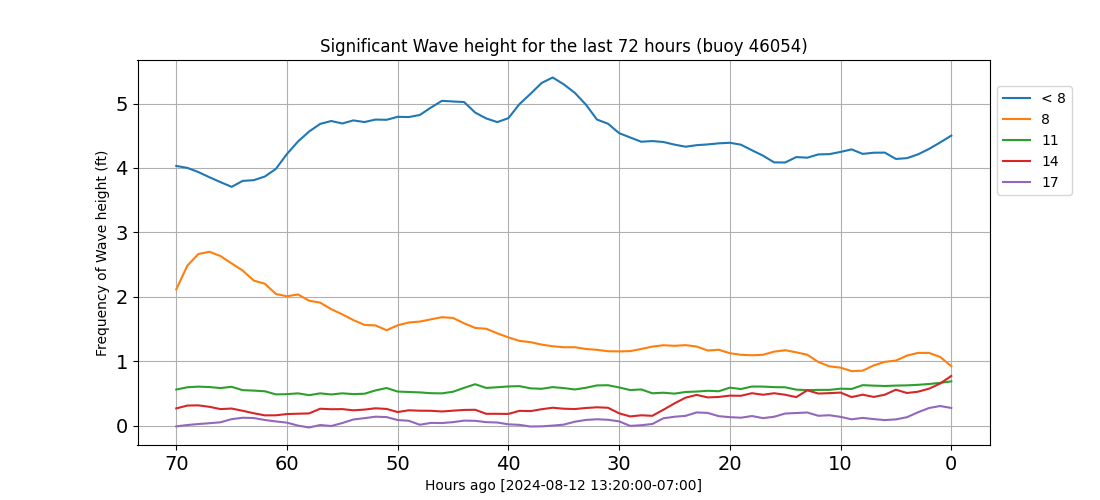 Significant Wave height for the last 72 hours (buoy 46054)
Frequency of Wave height (ft)
5
4
3
2
1
0
70 60 50 40 30 20 10 0
Hours ago [2024-08-12 13:20:00-07:00]
< 8
8
11
14
17